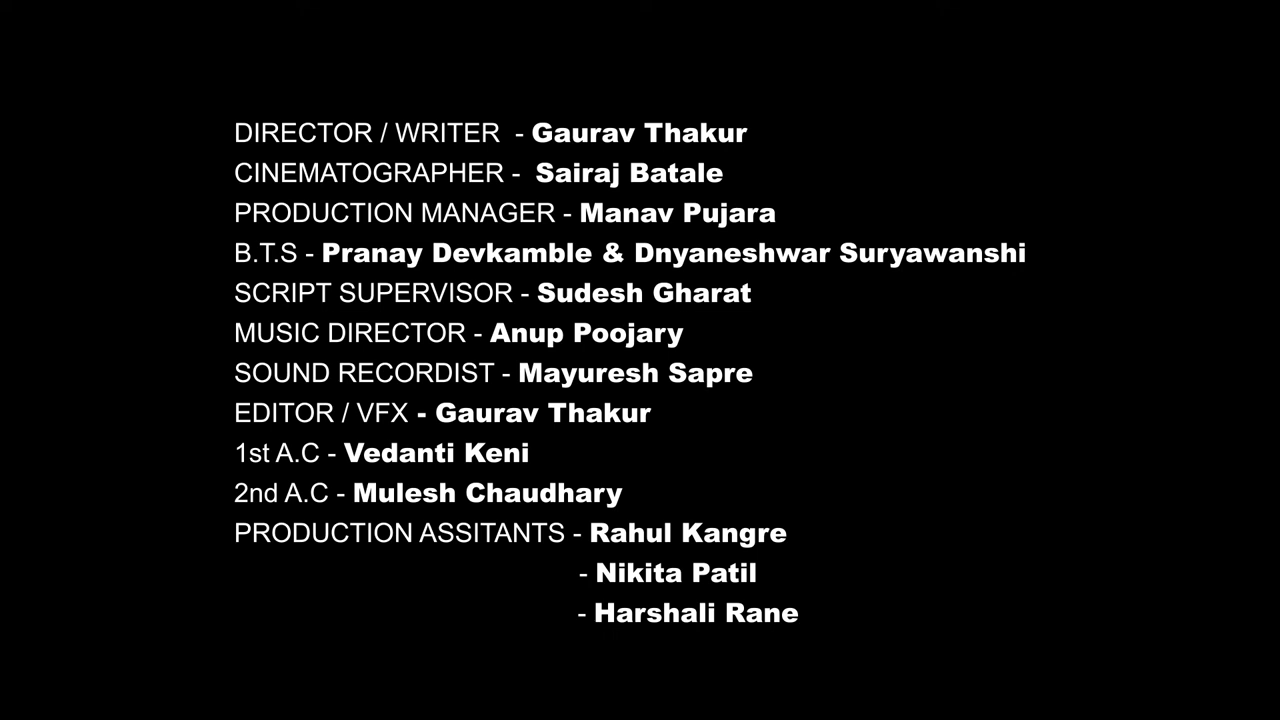 DIRECTOR / WRITER - Gaurav Thakur
CINEMATOGRAPHER - Sairaj Batale
PRODUCTION MANAGER - Manav Pujara
B.T.S - Pranay Devkamble & Dnyaneshwar Suryawanshi
SCRIPT SUPERVISOR - Sudesh Gharat
MUSIC DIRECTOR - Anup Poojary
SOUND RECORDIST - Mayuresh Sapre
EDITOR / VFX - Gaurav Thakur
1st A.C - Vedanti Keni
2nd A.C - Mulesh Chaudhary
PRODUCTION ASSITANTS - Rahul Kangre
- Nikita Patil
- Harshali Rane